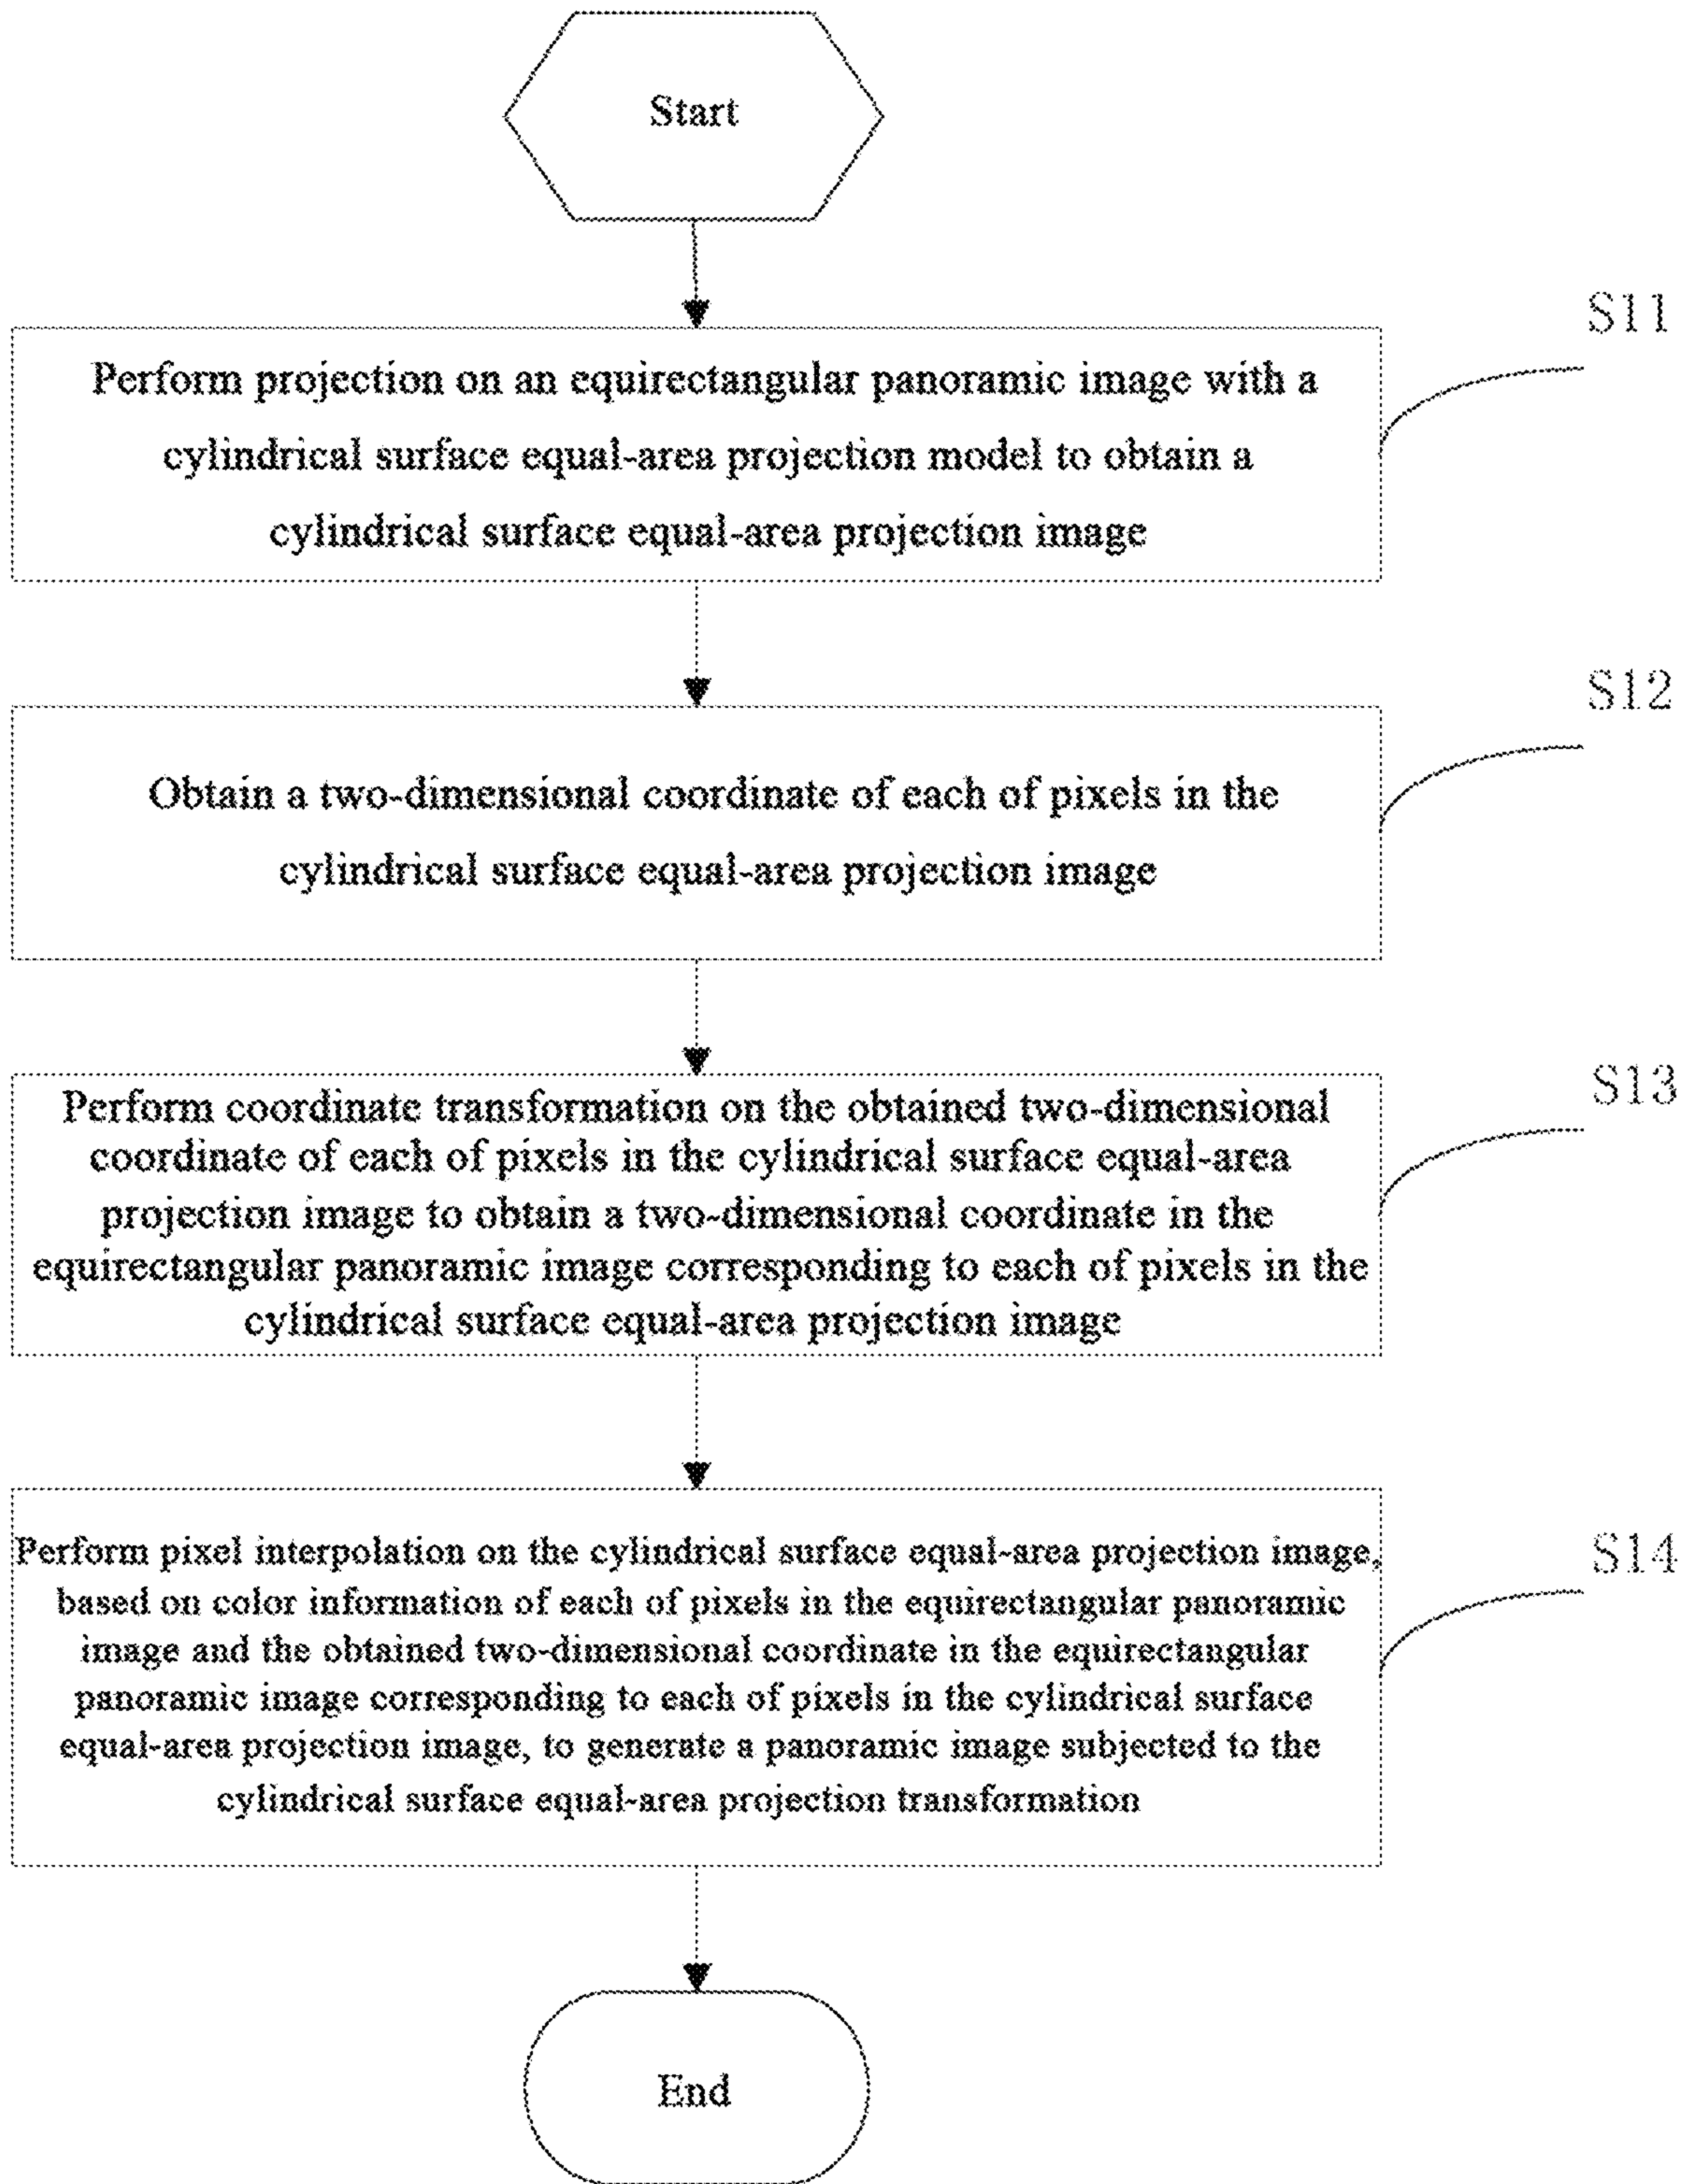 Start
S11
Perform projection on an equirectangular panoramic image with a
cylindrical surface equal-area projection model to obtain a
cylindrical surface equal-area projection image
S12
Obtain a two-dimensional coordinate of each of pixels in the
cylindrical surface equal-area projection image
S13
Perform coordinate transformation on the obtained two-dimensional
coordinate of each of pixels in the cylindrical surface equal-area
projection image to obtain a two-dimensional coordinate in the
equirectangular panoramic image corresponding to each of pixels in the
cylindrical surface equal-area projection image
S14
Perform pixel interpolation on the cylindrical surface equal-area projection image,
based on color information of each of pixels in the equirectangular panoramic
image and the obtained two-dimensional coordinate in the equirectangular
panoramic image corresponding to each of pixels in the cylindrical surface
equal-area projection image, to generate a panoramic image subjected to the
cylindrical surface equal-area projection transformation
End